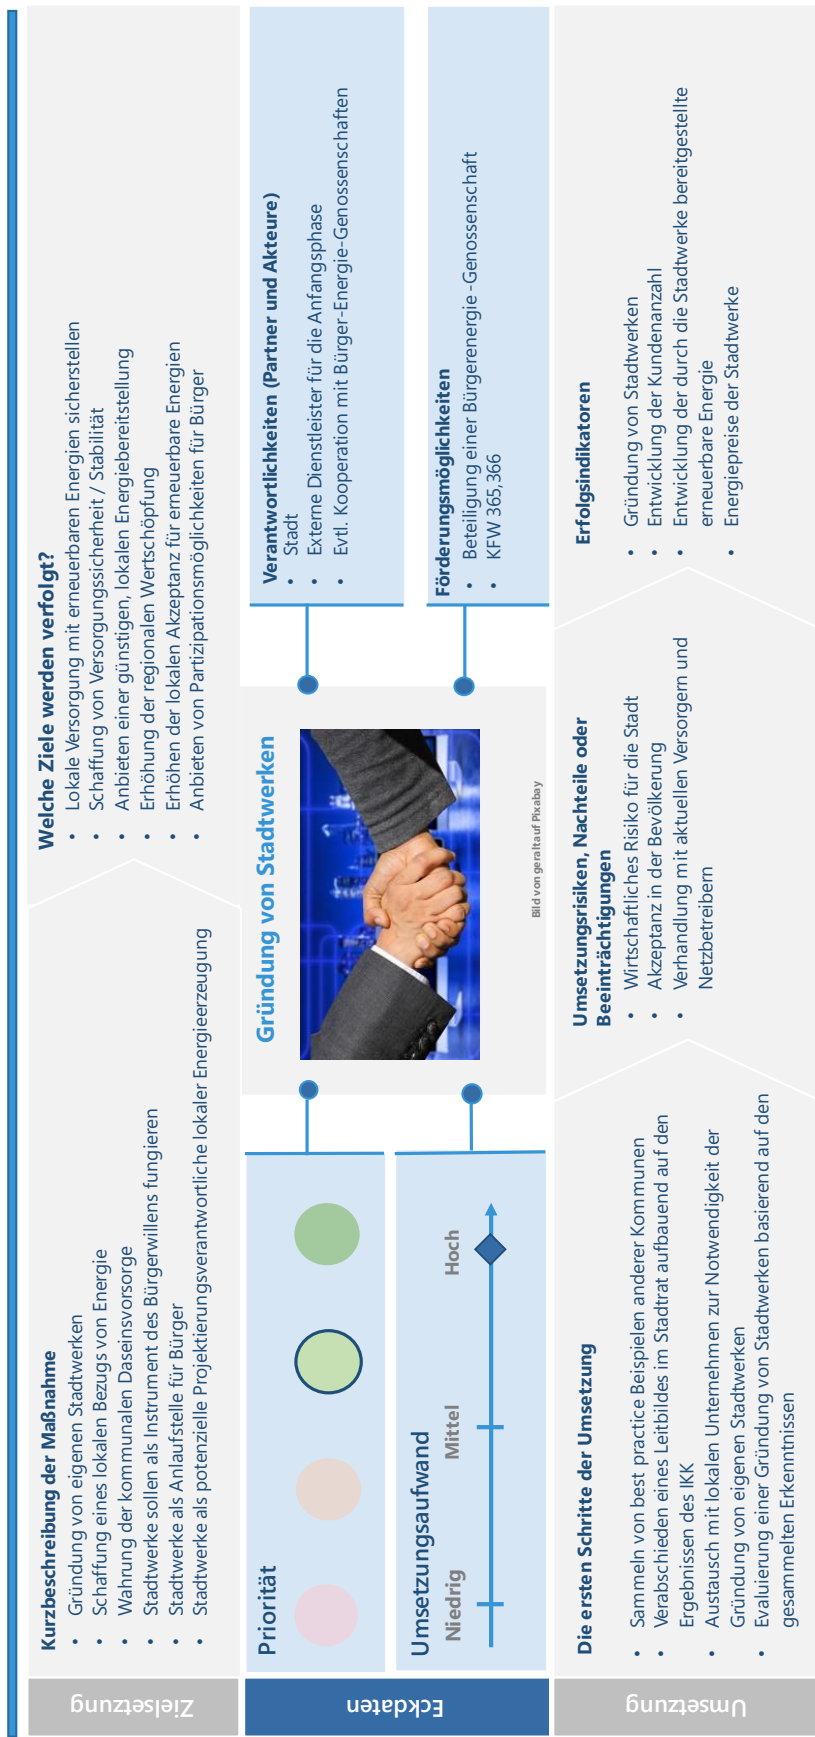 Zielsetzung
Kurzbeschreibung der Maßnahme
• Gründung von eigenen Stadtwerken
• Schaffung eines lokalen Bezugs von Energie
• Wahrung der kommunalen Daseinsvorsorge
• Stadtwerke sollen als Instrument des Bürgerwillens fungieren
• Stadtwerke als Anlaufstelle für Bürger
• Stadtwerke als potenzielle Projektierungsverantwortliche lokaler Energieerzeugung
Welche Ziele werden verfolgt?
• Lokale Versorgung mit erneuerbaren Energien sicherstellen
• Schaffung von Versorgungssicherheit / Stabilität
• Anbieten einer günstigen, lokalen Energiebereitstellung
• Erhöhung der regionalen Wertschöpfung
• Erhöhen der lokalen Akzeptanz für erneuerbare Energien
• Anbieten von Partizipationsmöglichkeiten für Bürger
Eckdaten
Priorität
Umsetzungsaufwand
Niedrig
Mittel
Hoch
Gründung von Stadtwerken
Bild von geralt auf Pixabay
Verantwortlichkeiten (Partner und Akteure)
• Stadt
• Externe Dienstleister für die Anfangsphase
• Evtl. Kooperation mit Bürger-Energie-Genossenschaften
Förderungsmöglichkeiten
• Beteiligung einer Bürgerenergie -Genossenschaft
• KFW 365,366
Umsetzung
Die ersten Schritte der Umsetzung
• Sammeln von best practice Beispielen anderer Kommunen
• Verabschieden eines Leitbildes im Stadtrat aufbauend auf den
Ergebnissen des IKK
• Austausch mit lokalen Unternehmen zur Notwendigkeit der
Gründung von eigenen Stadtwerken
• Evaluierung einer Gründung von Stadtwerken basierend auf den
gesammelten Erkenntnissen
Umsetzungsrisiken, Nachteile oder
Beeinträchtigungen
• Wirtschaftliches Risiko für die Stadt
• Akzeptanz in der Bevölkerung
• Verhandlung mit aktuellen Versorgern und
Netzbetreibern
Erfolgsindikatoren
• Gründung von Stadtwerken
• Entwicklung der Kundenanzahl
• Entwicklung der durch die Stadtwerke bereitgestellte
erneuerbare Energie
• Energiepreise der Stadtwerke